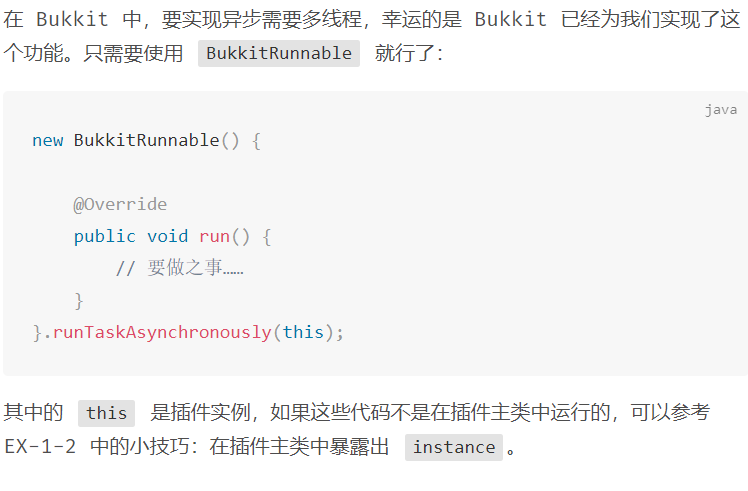 在 Bukkit 中，要实现异步需要多线程，幸运的是 Bukkit 已经为我们实现了这
个功能。只需要使用 BukkitRunnable 就行了：
java
new BukkitRunnable() {
    @Override
    public void run() {
        // 要做之事……
    }
}.runTaskAsynchronously(this);
其中的 this 是插件实例，如果这些代码不是在插件主类中运行的，可以参考
EX-1-2 中的小技巧：在插件主类中暴露出 instance。